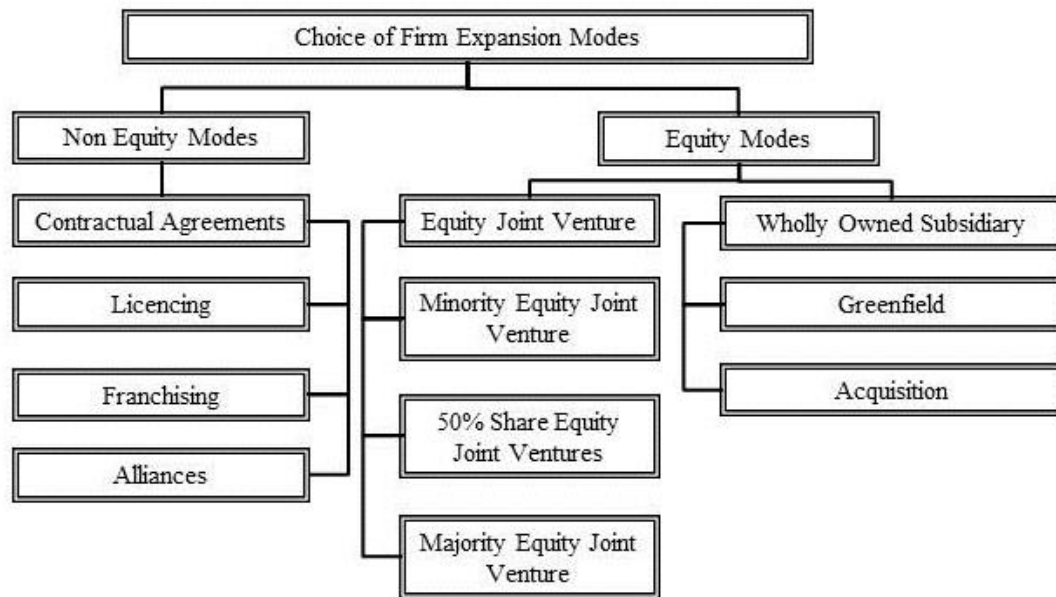 Choice of Firm Expansion Modes
Non Equity Modes
Equity Modes
Contractual Agreements
Licencing
Franchising
Alliances
Equity Joint Venture
Minority Equity Joint
Venture
50% Share Equity
Joint Ventures
Majority Equity Joint
Venture
Wholly Owned Subsidiary
Greenfield
Acquisition